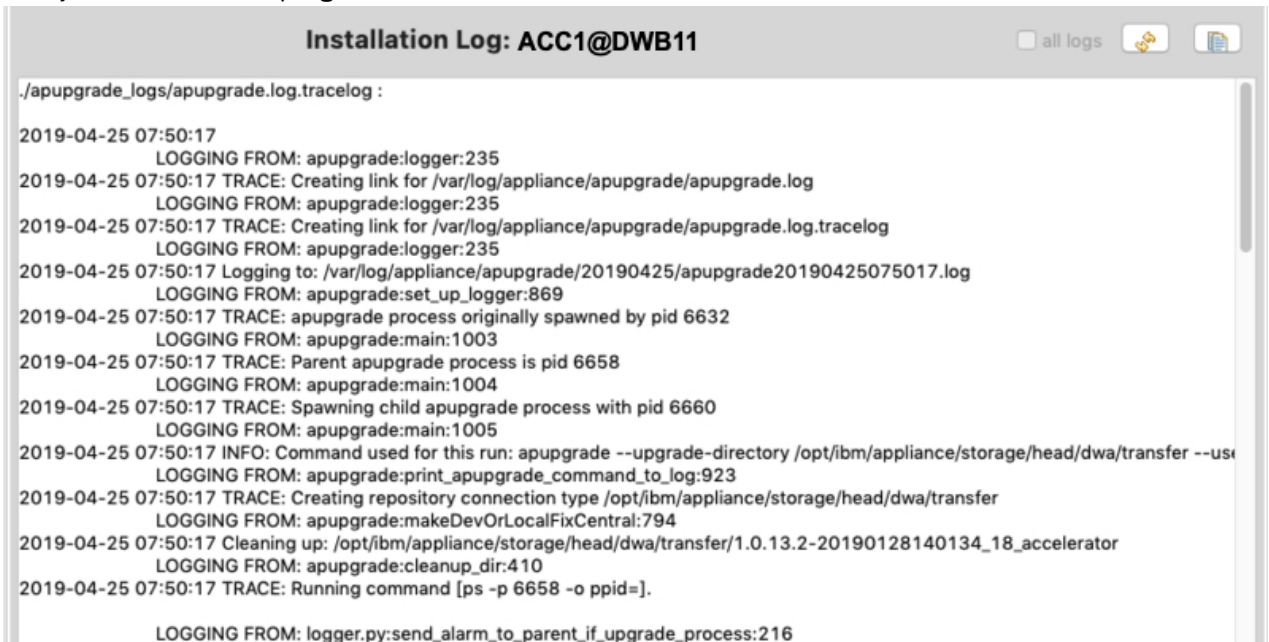 Installation Log: ACC1@DWB11
all logs
./apupgrade_logs/apupgrade.log.tracelog :
2019-04-25 07:50:17
LOGGING FROM: apupgrade:logger:235
2019-04-25 07:50:17 TRACE: Creating link for /var/log/appliance/apupgrade/apupgrade.log
LOGGING FROM: apupgrade:logger:235
2019-04-25 07:50:17 TRACE: Creating link for /var/log/appliance/apupgrade/apupgrade.log.tracelog
LOGGING FROM: apupgrade:logger:235
2019-04-25 07:50:17 Logging to: /var/log/appliance/apupgrade/20190425/apupgrade20190425075017.log
LOGGING FROM: apupgrade:set_up_logger:869
2019-04-25 07:50:17 TRACE: apupgrade process originally spawned by pid 6632
LOGGING FROM: apupgrade:main:1003
2019-04-25 07:50:17 TRACE: Parent apupgrade process is pid 6658
LOGGING FROM: apupgrade:main:1004
2019-04-25 07:50:17 TRACE: Spawning child apupgrade process with pid 6660
LOGGING FROM: apupgrade:main:1005
2019-04-25 07:50:17 INFO: Command used for this run: apupgrade --upgrade-directory /opt/ibm/appliance/storage/head/dwa/transfer --use
LOGGING FROM: apupgrade:print_apupgrade_command_to_log:923
2019-04-25 07:50:17 TRACE: Creating repository connection type /opt/ibm/appliance/storage/head/dwa/transfer
LOGGING FROM: apupgrade:makeDevOrLocalFixCentral:794
2019-04-25 07:50:17 Cleaning up: /opt/ibm/appliance/storage/head/dwa/transfer/1.0.13.2-20190128140134_18_accelerator
LOGGING FROM: apupgrade:cleanup_dir:410
2019-04-25 07:50:17 TRACE: Running command [ps -p 6658 -o ppid=].
LOGGING FROM: logger.py:send_alarm_to_parent_if_upgrade_process:216